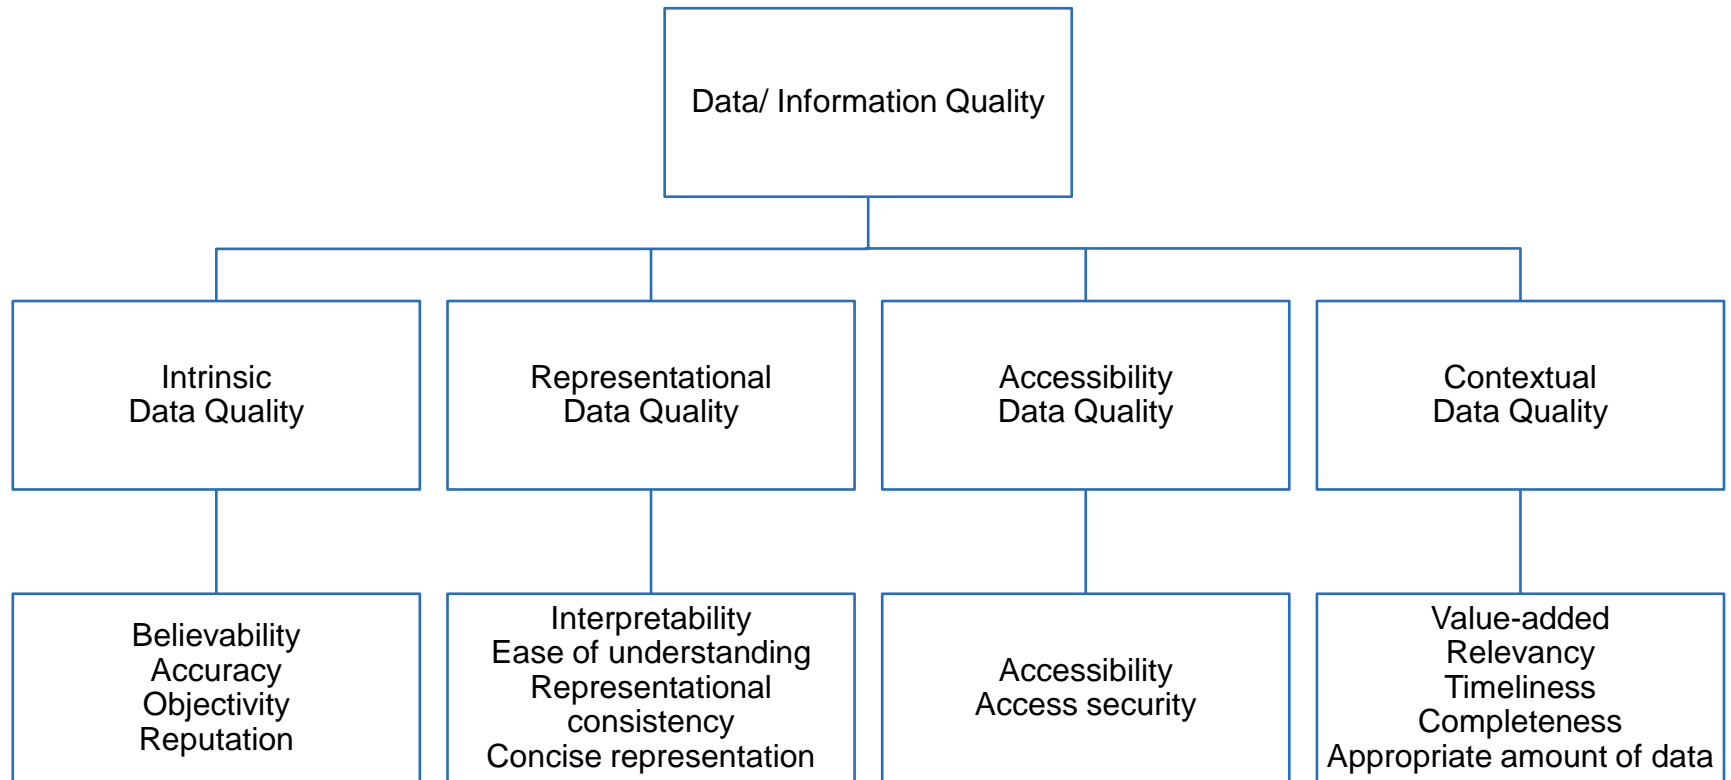 Data/ Information Quality
Intrinsic
Data Quality
Representational
Data Quality
Accessibility
Data Quality
Contextual
Data Quality
Believability
Accuracy
Objectivity
Reputation
Interpretability
Ease of understanding
Representational
consistency
Concise representation
Accessibility
Access security
Value-added
Relevancy
Timeliness
Completeness
Appropriate amount of data